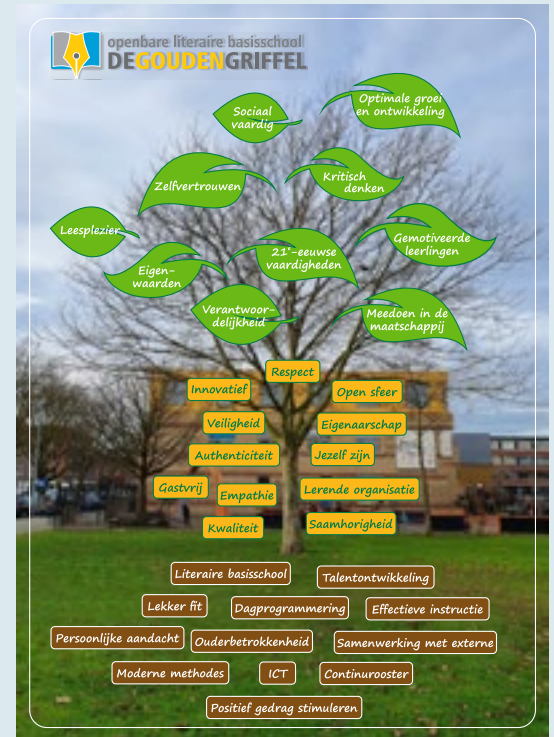 openbare literaire basisschool
DEGOUDENGRIFFEL
Sociaal
vaardig
Optimale groei
en ontwikkeling
Zelfvertrouwen
Kritisch
denken
Leesplezier
Eigen-
waarden
21e-eeuwse
vaardigheden
Gemotiveerde
leerlingen
Verantwoor-
delijkheid
Meedoen in de
maatschappij
Respect
Innovatief
Open sfeer
Veiligheid
Eigenaarschap
Authenticiteit
Jezelf zijn
Gastvrij
Empathie
Lerende organisatie
Kwaliteit
Saamhorigheid
Literaire basisschool
Talentontwikkeling
Lekker fit
Dagprogrammering
Effectieve instructie
Persoonlijke aandacht
Ouderbetrokkenheid
Samenwerking met externe
Moderne methodes
ICT
Continurooster
Positief gedrag stimuleren